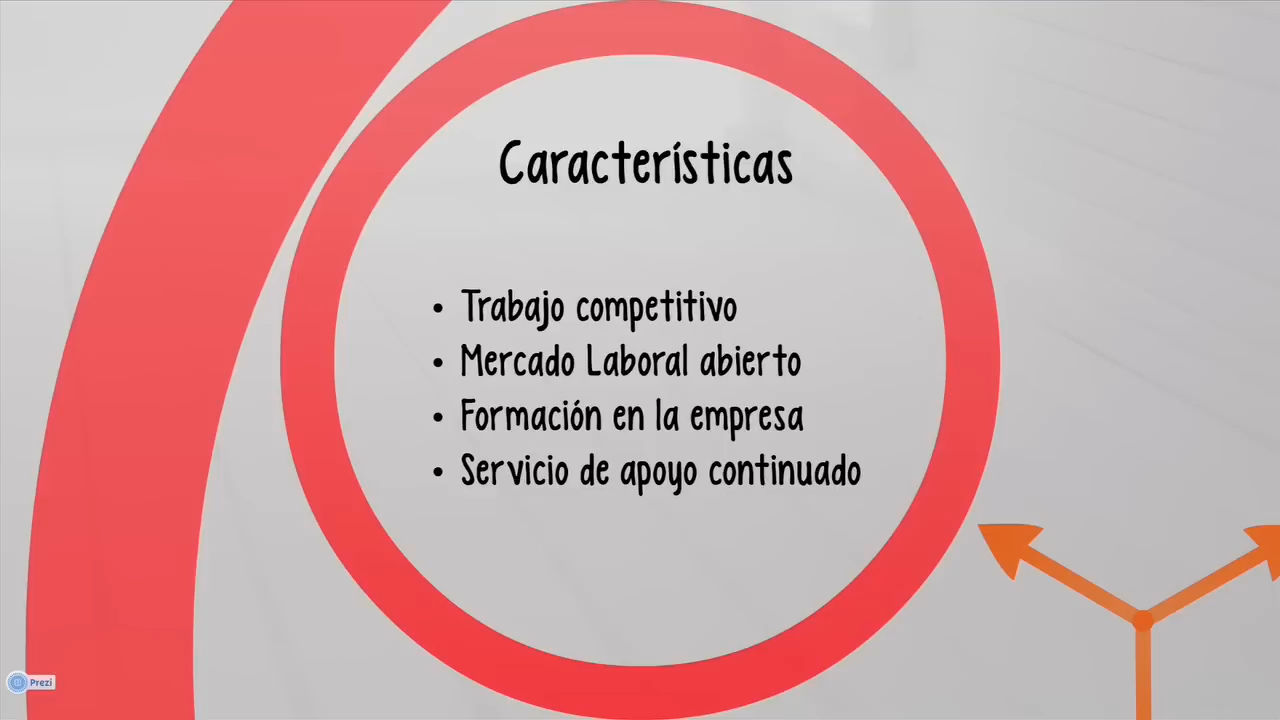 Características
• Trabajo competitivo
• Mercado Laboral abierto
• Formación en la empresa
• Servicio de apoyo continuado
Prezi